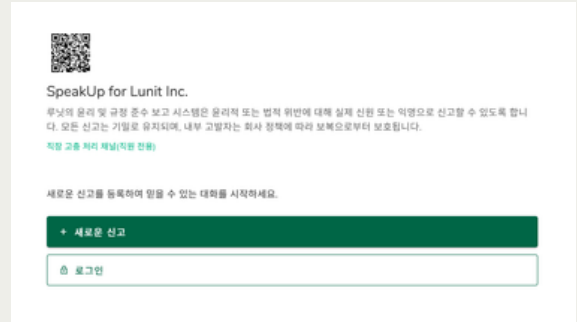 SpeakUp for Lunit Inc.
루닛의 윤리 및 규정 준수 보고 시스템은 윤리적 또는 법적 위반에 대해 실제 신원 또는 익명으로 신고할 수 있도록 합니
다. 모든 신고는 기밀로 유지되며, 내부 고발자는 회사 정책에 따라 보복으로부터 보호됩니다.
직장 고충 처리 채널(직원 전용)
새로운 신고를 등록하여 믿을 수 있는 대화를 시작하세요.
+ 새로운 신고
로그인